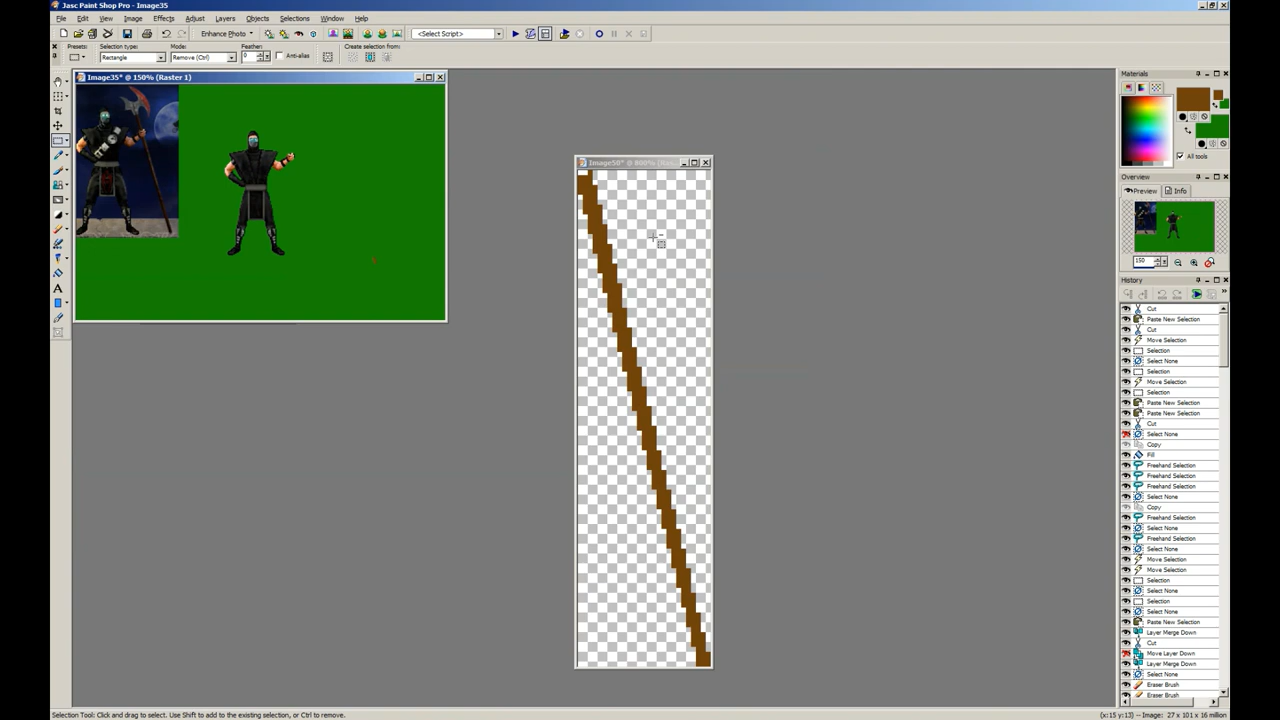 Jasc Paint Shop Pro - Image35
File Edit View Image Effects Adjust Layers Objects Selections Window Help
Enhance Photo <Select Script>
Presets: Selection type: Mode: Feather: Create selection from:
Rectangle Remove (Ctrl) 0 Anti-alias
Image35* @ 150% (Raster 1)
Image50* @ 800% (Ras...
Materials
All tools
Overview
Preview Info
150
History
Cut
Paste New Selection
Cut
Move Selection
Selection
Select None
Selection
Move Selection
Selection
Paste New Selection
Paste New Selection
Cut
Select None
Copy
Fill
Freehand Selection
Freehand Selection
Freehand Selection
Select None
Copy
Freehand Selection
Select None
Freehand Selection
Select None
Move Selection
Move Selection
Selection
Select None
Selection
Select None
Paste New Selection
Layer Merge Down
Cut
Move Layer Down
Layer Merge Down
Select None
Eraser Brush
Eraser Brush
Selection Tool: Click and drag to select. Use Shift to add to the existing selection, or Ctrl to remove.
(x:15 y:13) - Image: 27 x 101 x 16 million